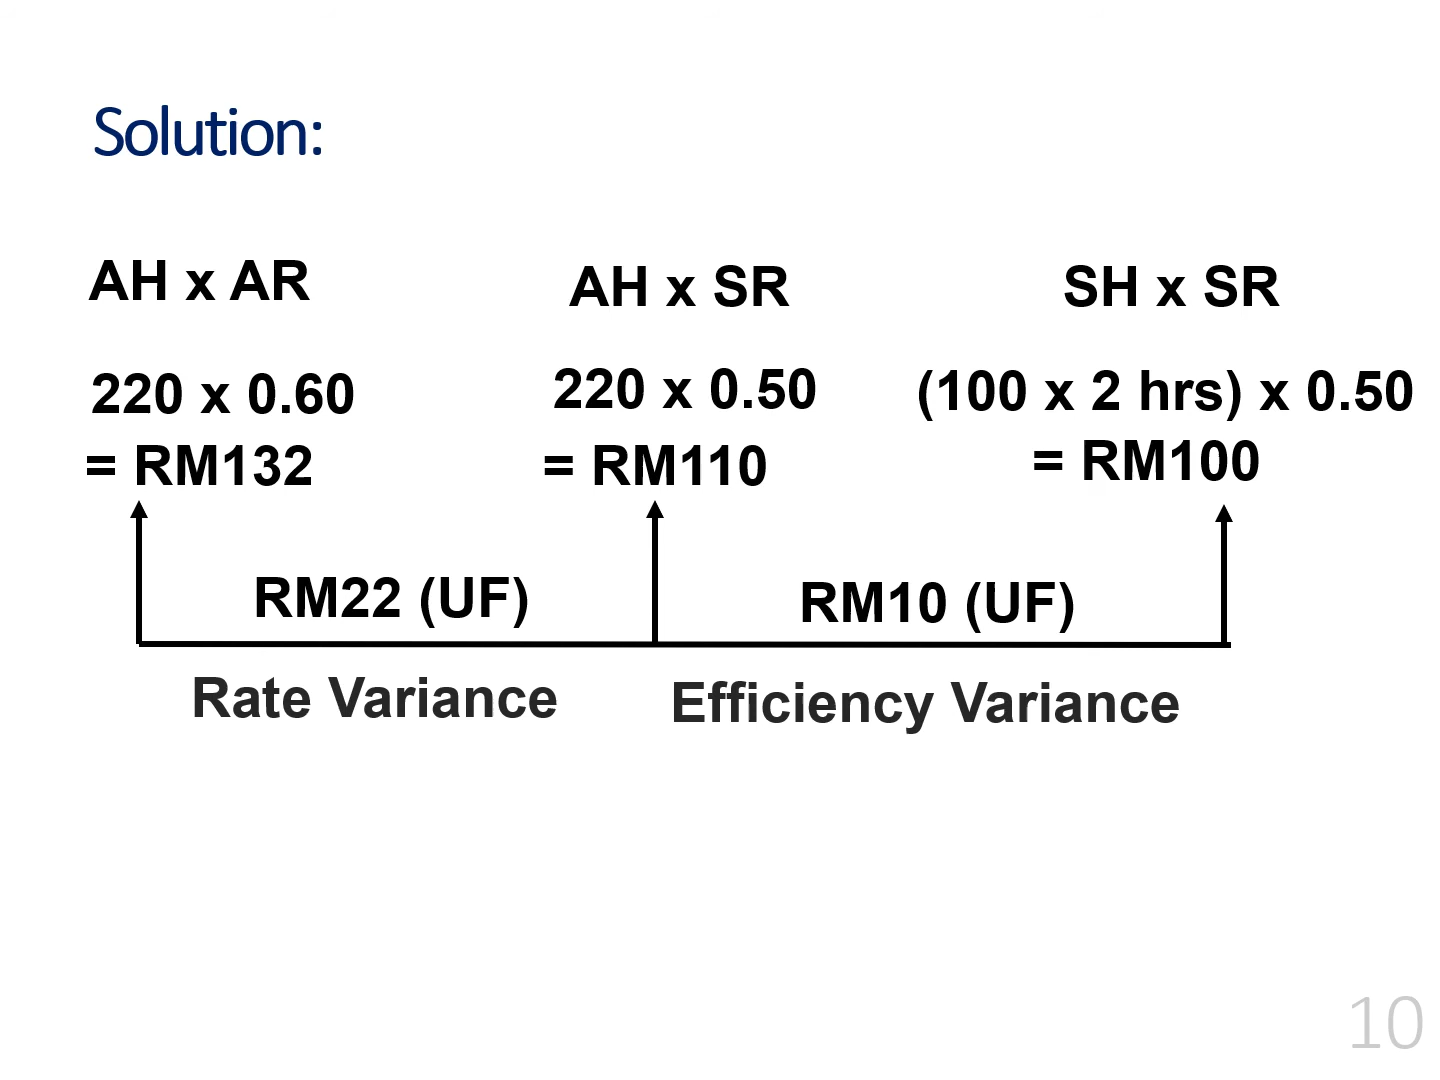 Solution:
AH x AR
AH x SR
SH x SR
220 x 0.60
= RM132
220 x 0.50
= RM110
(100 x 2 hrs) x 0.50
= RM100
RM22 (UF)
RM10 (UF)
Rate Variance
Efficiency Variance
10